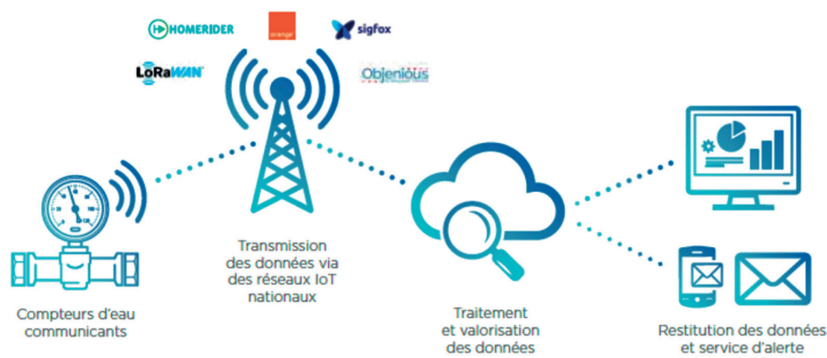 HOMERIDER
orange
sigfox
LoRaWAN
Objenious
Compteurs d'eau
communicants
Transmission
des données via
des réseaux IoT
nationaux
Traitement
et valorisation
des données
Restitution des données
et service d'alerte